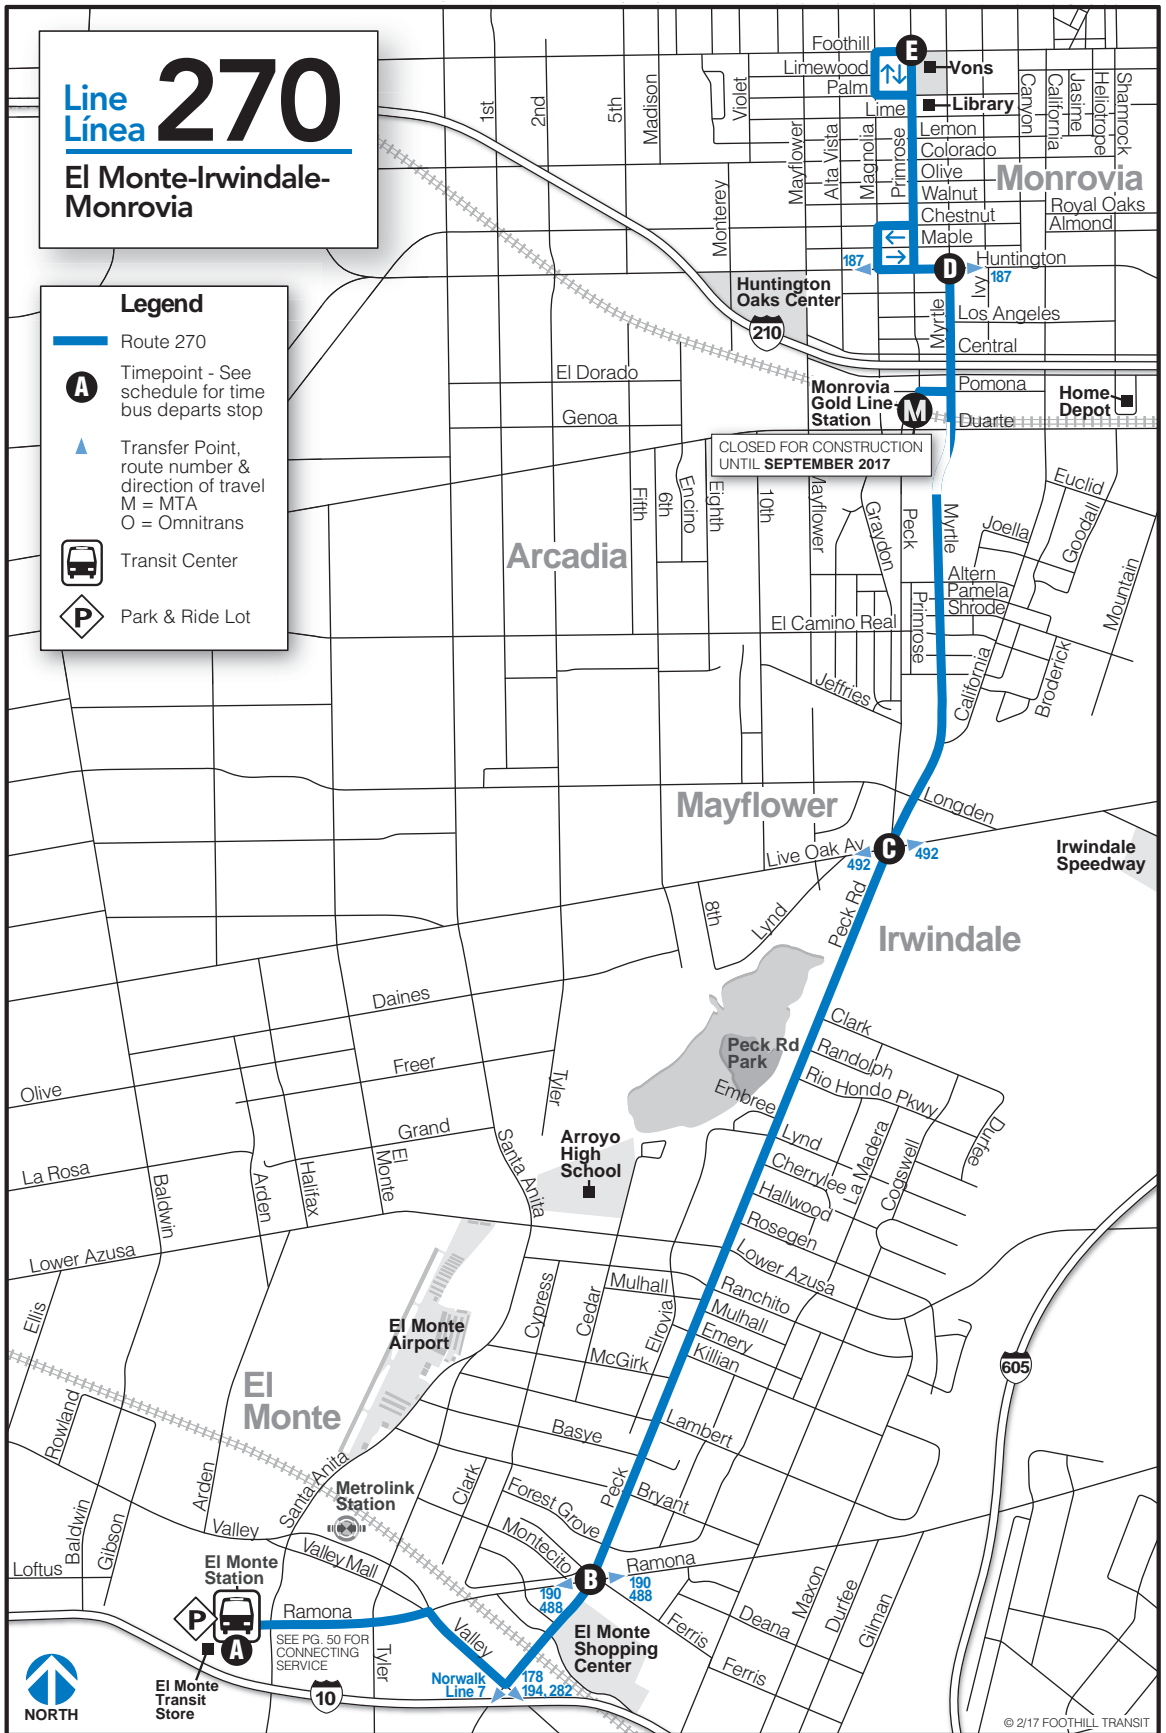 Line
Línea
270
El Monte-Irwindale-
Monrovia
Legend
Route 270
A
Timepoint - See
schedule for time
bus departs stop
Transfer Point,
route number &
direction of travel
M = MTA
O = Omnitrans
Transit Center
P
Park & Ride Lot
1st
2nd
5th
Madison
Violet
Monterey
Mayflower
Alta Vista
Magnolia
Primrose
Foothill
Limewood
Palm
Lime
E
Vons
Library
Lemon
Colorado
Olive
Walnut
Chestnut
Maple
Canyon
California
Jasime
Heliotrope
Shamrock
Monrovia
Royal Oaks
Almond
187
D
Huntington
187
Ivy
Myrtle
Los Angeles
Central
Huntington
Oaks Center
210
El Dorado
Genoa
Monrovia
Gold Line
Station
M
Pomona
Duarte
Home
Depot
CLOSED FOR CONSTRUCTION
UNTIL SEPTEMBER 2017
Fifth
6th
Encino
Eighth
10th
Mayflower
Graydon
Peck
Myrtle
Joella
Euclid
Goodall
Mountain
Arcadia
Altern
Pamela
Shrode
El Camino Real
Primrose
Jeffries
California
Broderick
Mayflower
Longden
Live Oak Av
C
492
492
Irwindale
Speedway
8th
Lynd
Peck Rd
Irwindale
Daines
Freer
Olive
Grand
La Rosa
Tyler
Peck Rd
Park
Embree
Clark
Randolph
Rio Hondo Pkwy
Durfee
Lynd
Cherrylee
La Madera
Cogswell
Hallwood
Rosegen
Lower Azusa
Arroyo
High
School
Santa Anita
Baldwin
Arden
Halifax
El
Monte
Lower Azusa
Ellis
El Monte
Airport
Cypress
Cedar
Mulhall
Elrovia
McGirk
Ranchito
Mulhall
Emery
Killian
605
El
Monte
Rowland
Basye
Lambert
Arden
Santa Anita
Metrolink
Station
Clark
Forest Grove
Peck
Bryant
Montecito
Valley
Valley Mall
Baldwin
Gibson
Loftus
El Monte
Station
P
A
Ramona
SEE PG. 50 FOR
CONNECTING
SERVICE
El Monte
Transit
Store
Tyler
10
Valley
B
Ramona
190
488
190
488
El Monte
Shopping
Center
Ferris
Deana
Ferris
Maxon
Durfee
Gilman
Norwalk
Line 7
178
194, 282
NORTH
© 2/17 FOOTHILL TRANSIT